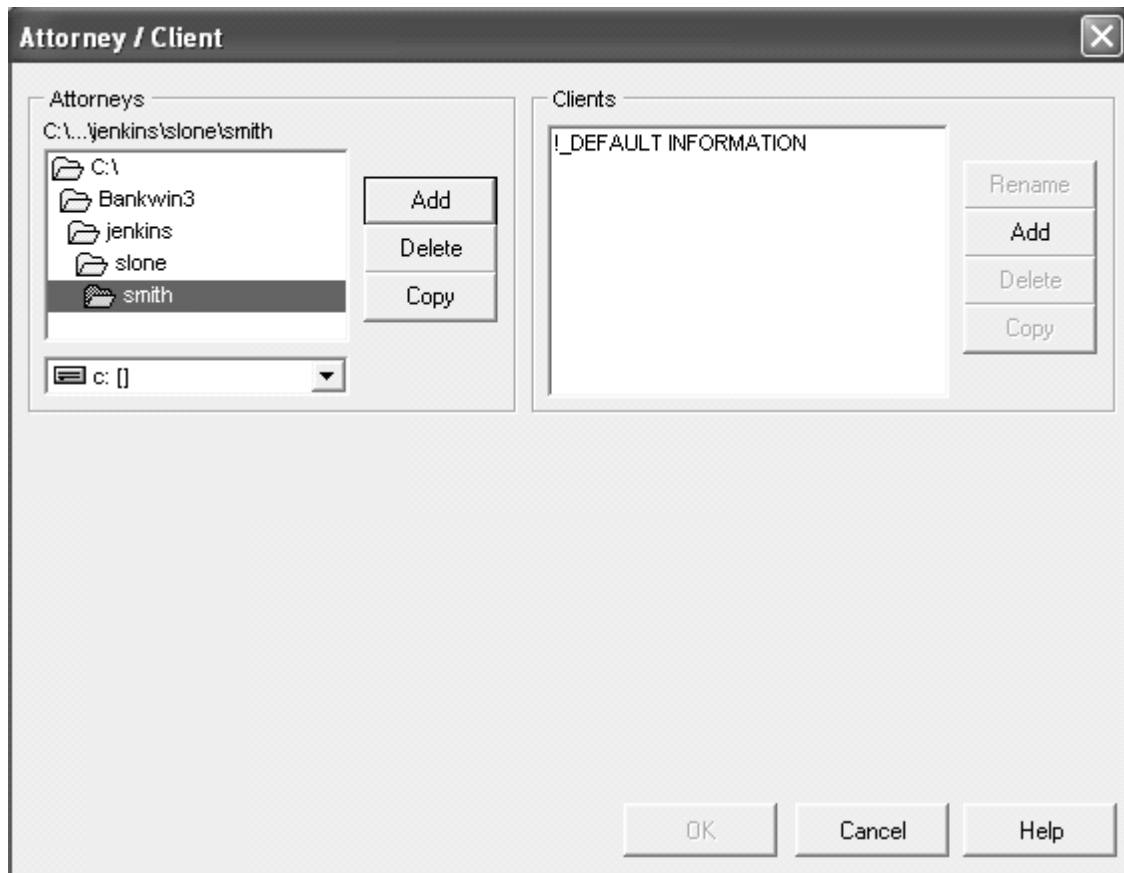 Attorney / Client
Attorneys
C:\...\jenkins\slone\smith
C:\
Bankwin3
jenkins
slone
smith
c: []
Add
Delete
Copy
Clients
!_DEFAULT INFORMATION
Rename
Add
Delete
Copy
OK
Cancel
Help